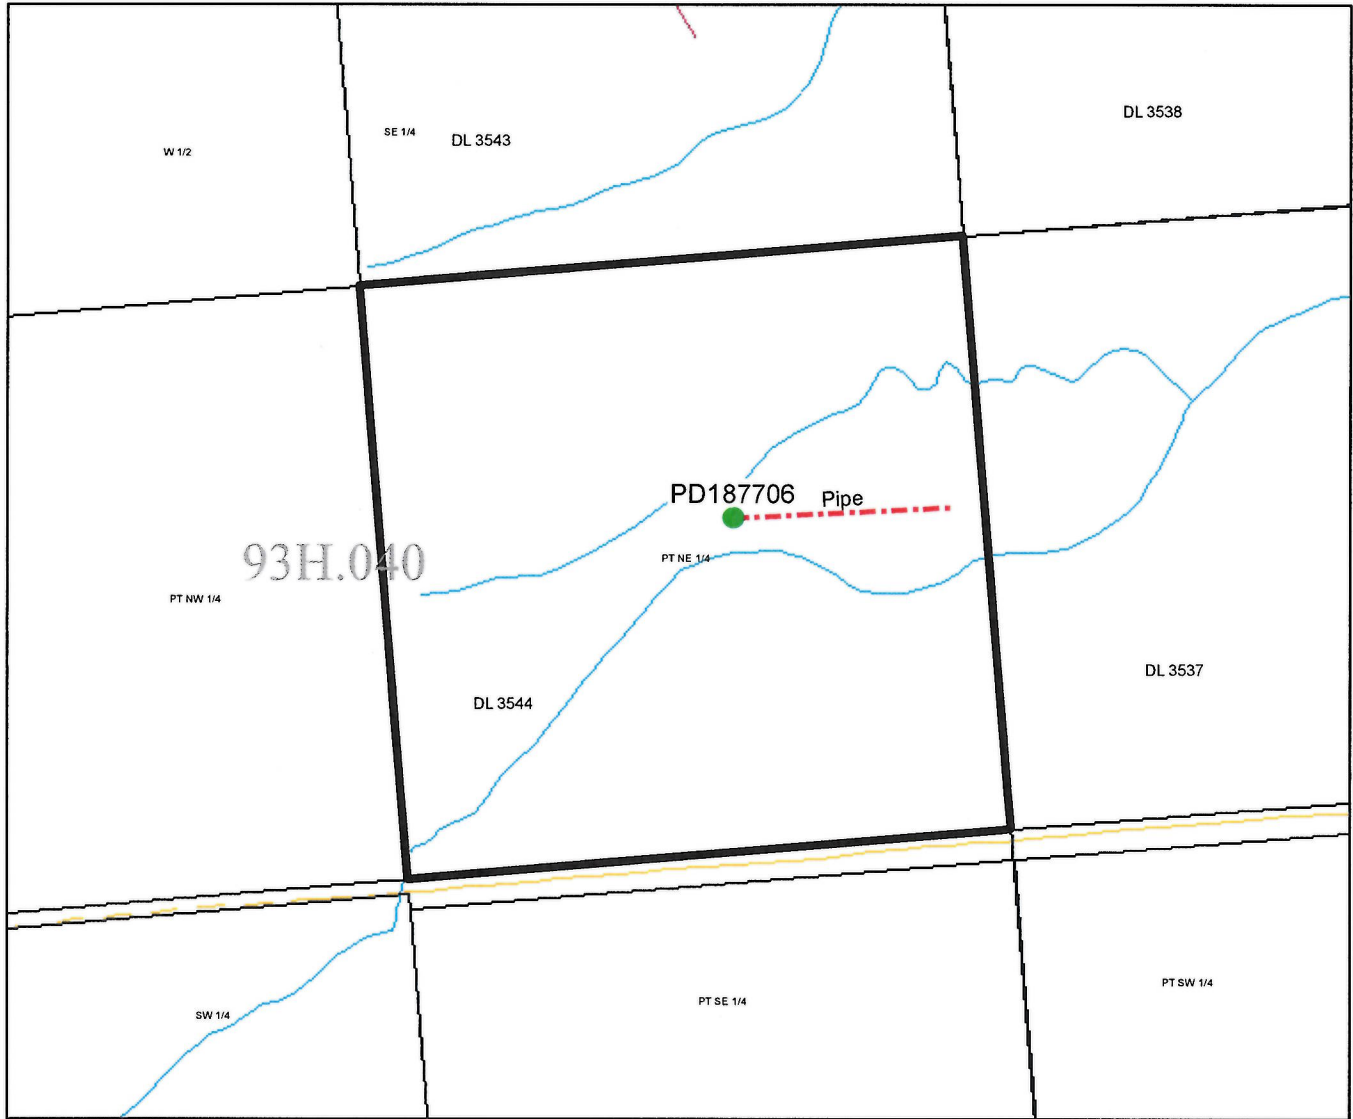 DL 3538
SE 1/4
DL 3543
W 1/2
PD187706
Pipe
PT NE 1/4
93H.040
PT NW 1/4
DL 3537
DL 3544
PT SW 1/4
PT SE 1/4
SW 1/4